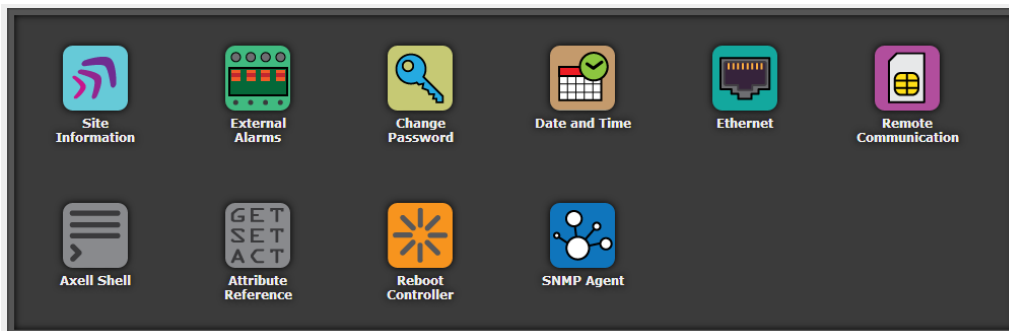 Site
Information
External
Alarms
Change
Password
Date and Time
Ethernet
Remote
Communication
Axell Shell
GET
SET
ACT
Attribute
Reference
Reboot
Controller
SNMP Agent